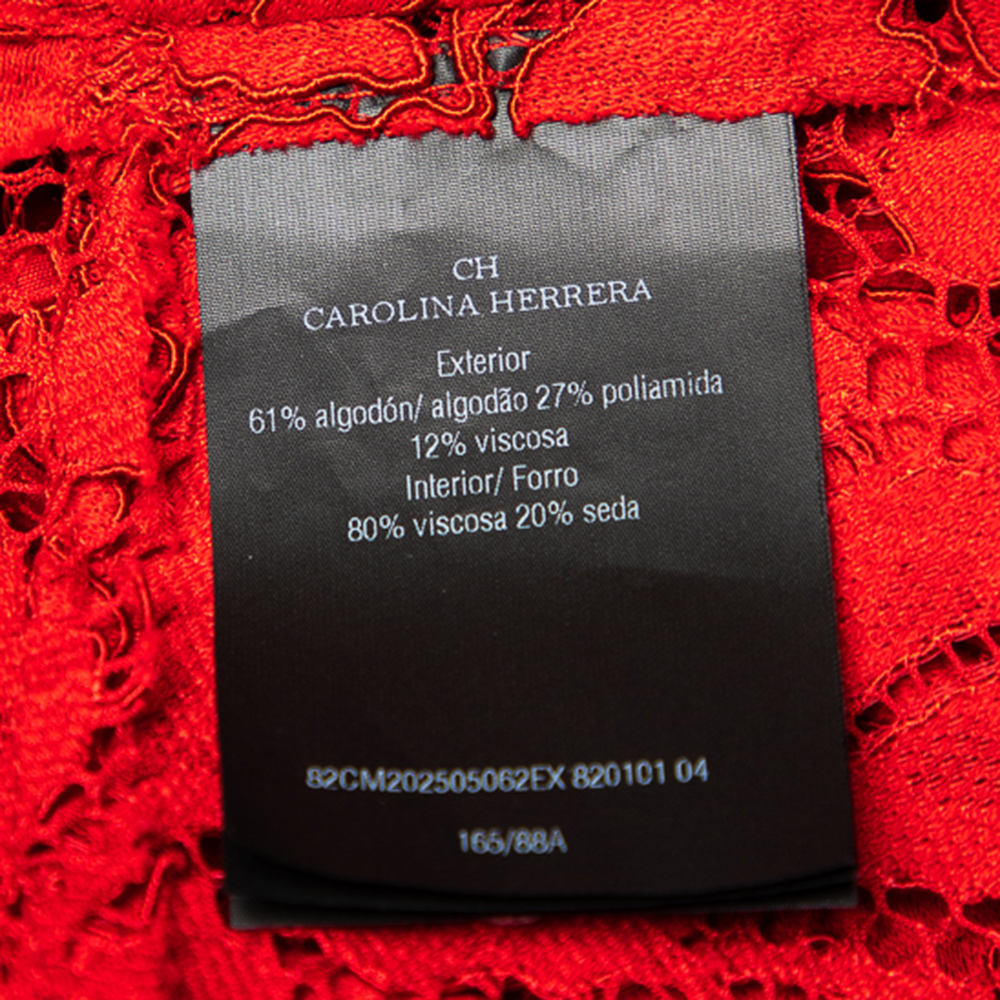 CH
CAROLINA HERRERA
Exterior
61% algodón/ algodão 27% poliamida
12% viscosa
Interior/ Forro
80% viscosa 20% seda
82CM202505062EX 820101 04
165/88A